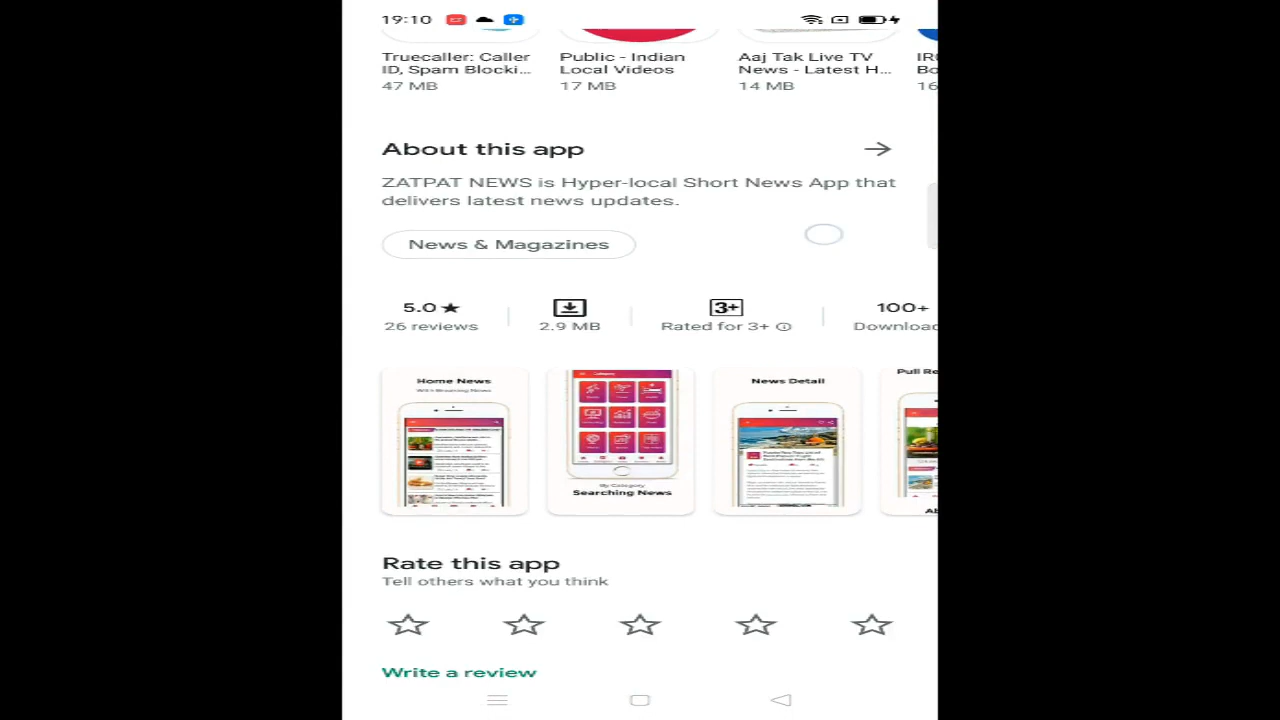 19:10
Truecaller: Caller
ID, Spam Blocki...
47 MB
Public - Indian
Local Videos
17 MB
Aaj Tak Live TV
News - Latest H...
14 MB
16
About this app
ZATPAT NEWS is Hyper-local Short News App that
delivers latest news updates.
News & Magazines
5.0★
26 reviews
2.9 MB
3+
Rated for 3+
100+
Home News
News Detail
My Category
Searching News
Rate this app
Tell others what you think
Write a review